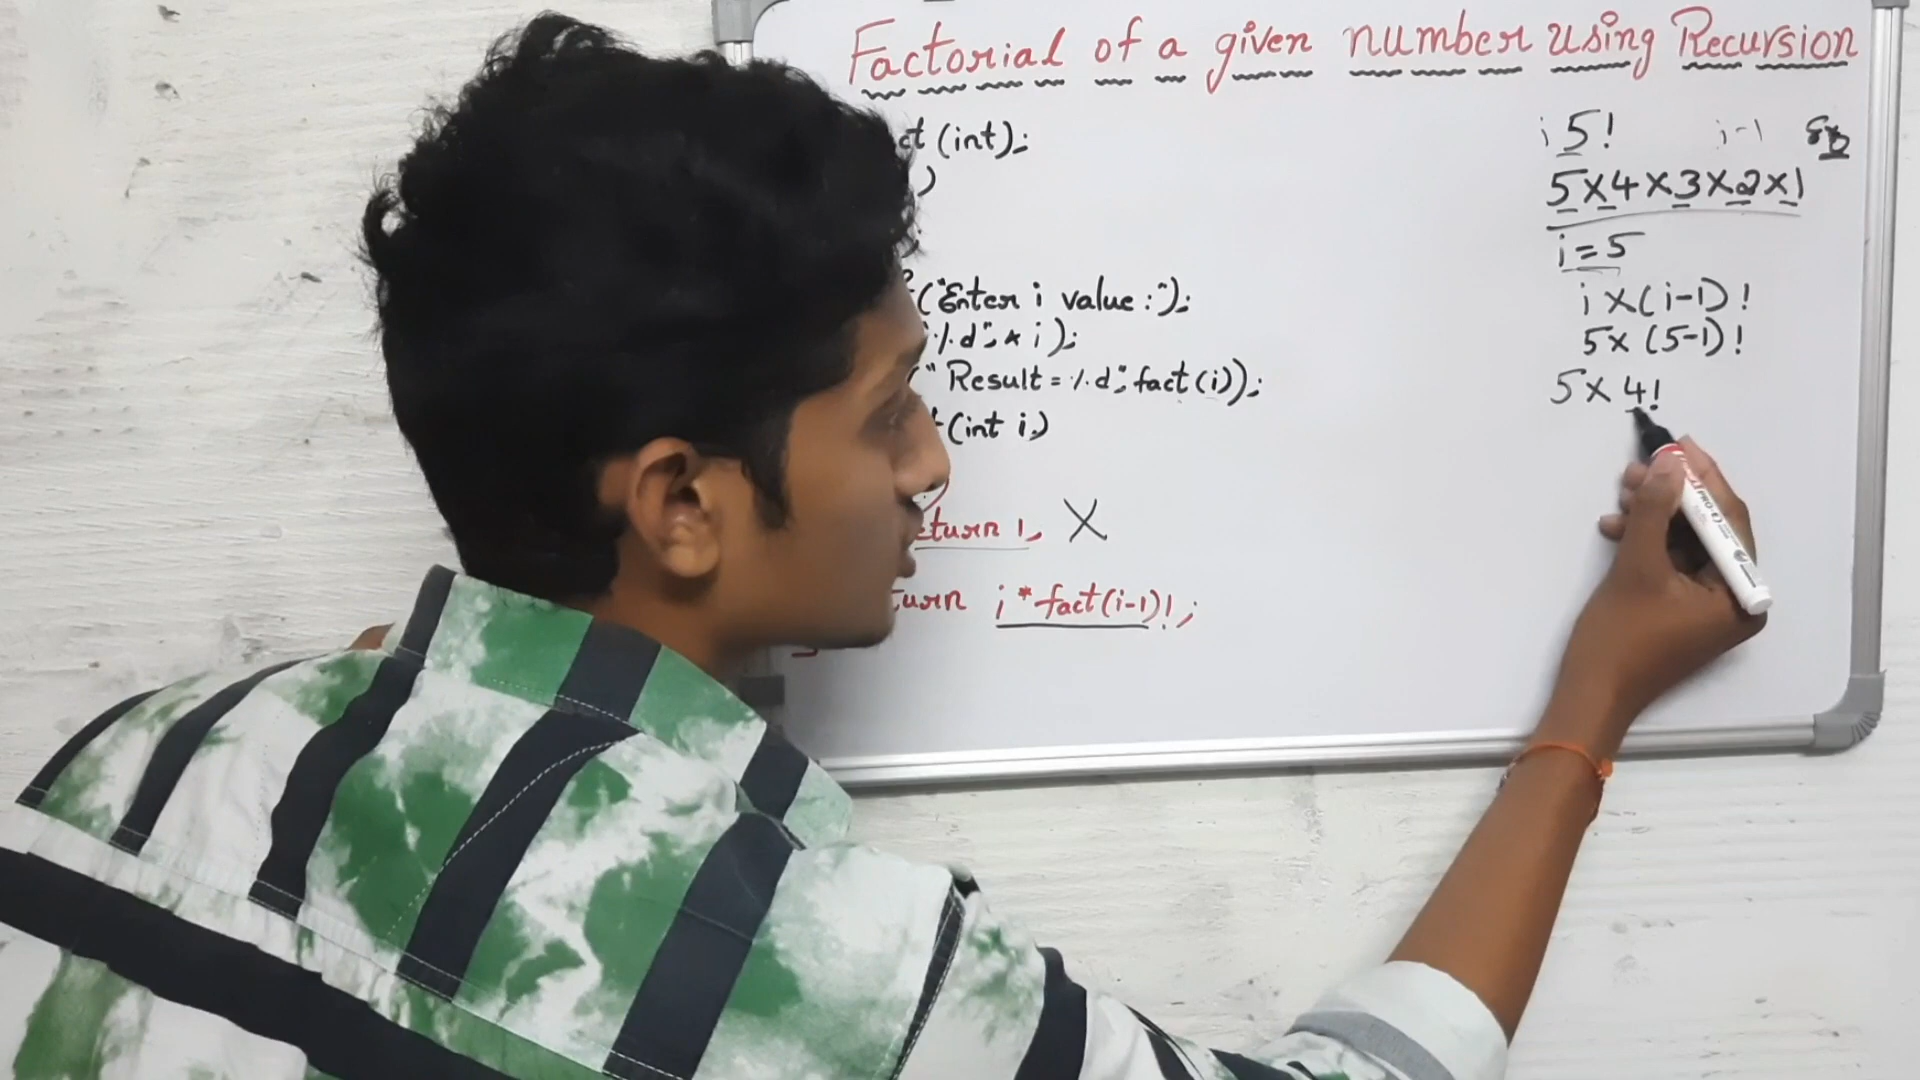 Factorial of a given number using Recursion
ct (int);
)
;
("Enter i value :");
"%d", & i);
(" Result = %d", fact(i));
(int i)
eturn 1; X
turn i * fact(i-1)!;
i 5! i-1
5X4X3X2X1
i=5
i X (i-1)!
5x (5-1)!
5X 4!